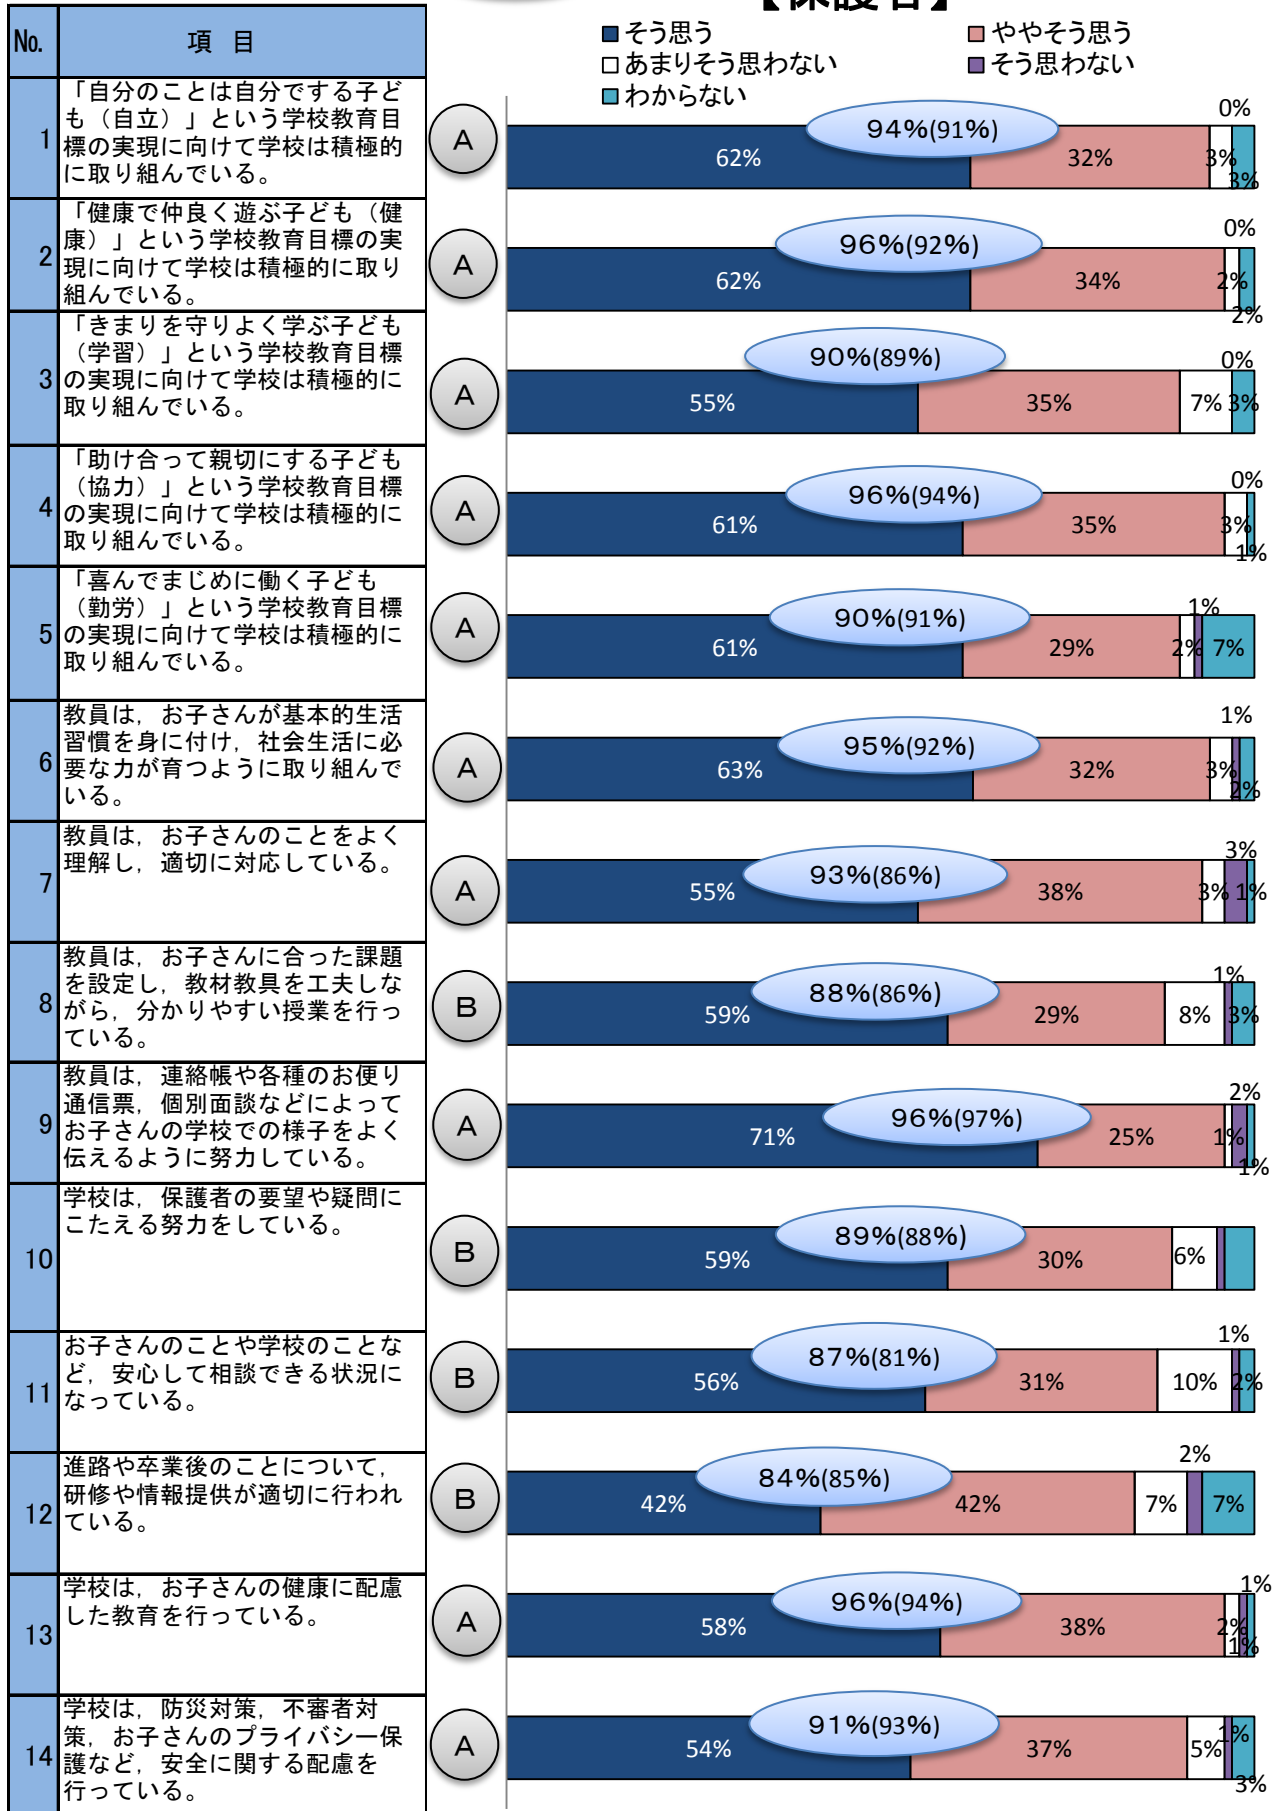 【保護者】
そう思う
ややそう思う
あまりそう思わない
そう思わない
わからない
No.
項 目
1
「自分のことは自分でする子ど
も（自立）」という学校教育目
標の実現に向けて学校は積極的
に取り組んでいる。
A
94%(91%)
62%
32%
3%
0%
3%
2
「健康で仲良く遊ぶ子ども（健
康）」という学校教育目標の実
現に向けて学校は積極的に取り
組んでいる。
A
96%(92%)
62%
34%
2%
0%
2%
3
「きまりを守りよく学ぶ子ども
（学習）」という学校教育目標
の実現に向けて学校は積極的に
取り組んでいる。
A
90%(89%)
55%
35%
7%
0%
3%
4
「助け合って親切にする子ども
（協力）」という学校教育目標
の実現に向けて学校は積極的に
取り組んでいる。
A
96%(94%)
61%
35%
3%
0%
1%
5
「喜んでまじめに働く子ども
（勤労）」という学校教育目標
の実現に向けて学校は積極的に
取り組んでいる。
A
90%(91%)
61%
29%
2%
1%
7%
6
教員は，お子さんが基本的生活
習慣を身に付け，社会生活に必
要な力が育つように取り組んで
いる。
A
95%(92%)
63%
32%
3%
1%
2%
7
教員は，お子さんのことをよく
理解し，適切に対応している。
A
93%(86%)
55%
38%
3%
3%
1%
8
教員は，お子さんに合った課題
を設定し，教材教具を工夫しな
がら，分かりやすい授業を行っ
ている。
B
88%(86%)
59%
29%
8%
1%
3%
9
教員は，連絡帳や各種のお便り
通信票，個別面談などによって
お子さんの学校での様子をよく
伝えるように努力している。
A
96%(97%)
71%
25%
1%
2%
1%
10
学校は，保護者の要望や疑問に
こたえる努力をしている。
B
89%(88%)
59%
30%
6%
11
お子さんのことや学校のことな
ど，安心して相談できる状況に
なっている。
B
87%(81%)
56%
31%
10%
1%
2%
12
進路や卒業後のことについて，
研修や情報提供が適切に行われ
ている。
B
84%(85%)
42%
42%
7%
2%
7%
13
学校は，お子さんの健康に配慮
した教育を行っている。
A
96%(94%)
58%
38%
2%
1%
1%
14
学校は，防災対策，不審者対
策，お子さんのプライバシー保
護など，安全に関する配慮を
行っている。
A
91%(93%)
54%
37%
5%
1%
3%